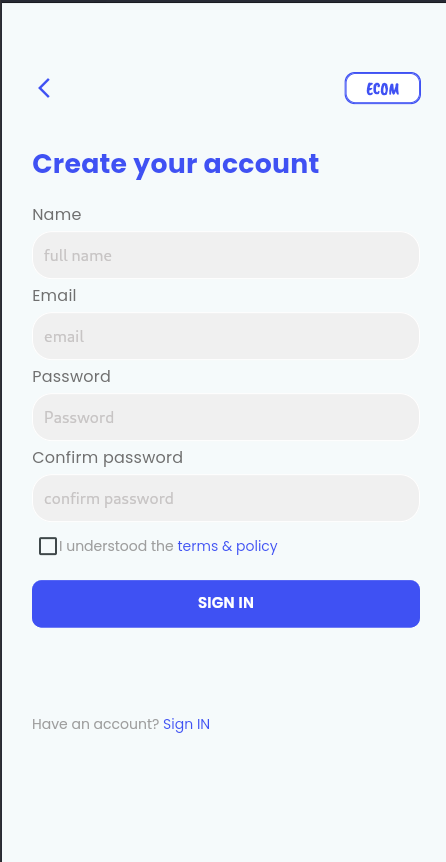 ECOM
Create your account
Name
full name
Email
email
Password
Password
Confirm password
confirm password
I understood the terms & policy
SIGN IN
Have an account? Sign IN